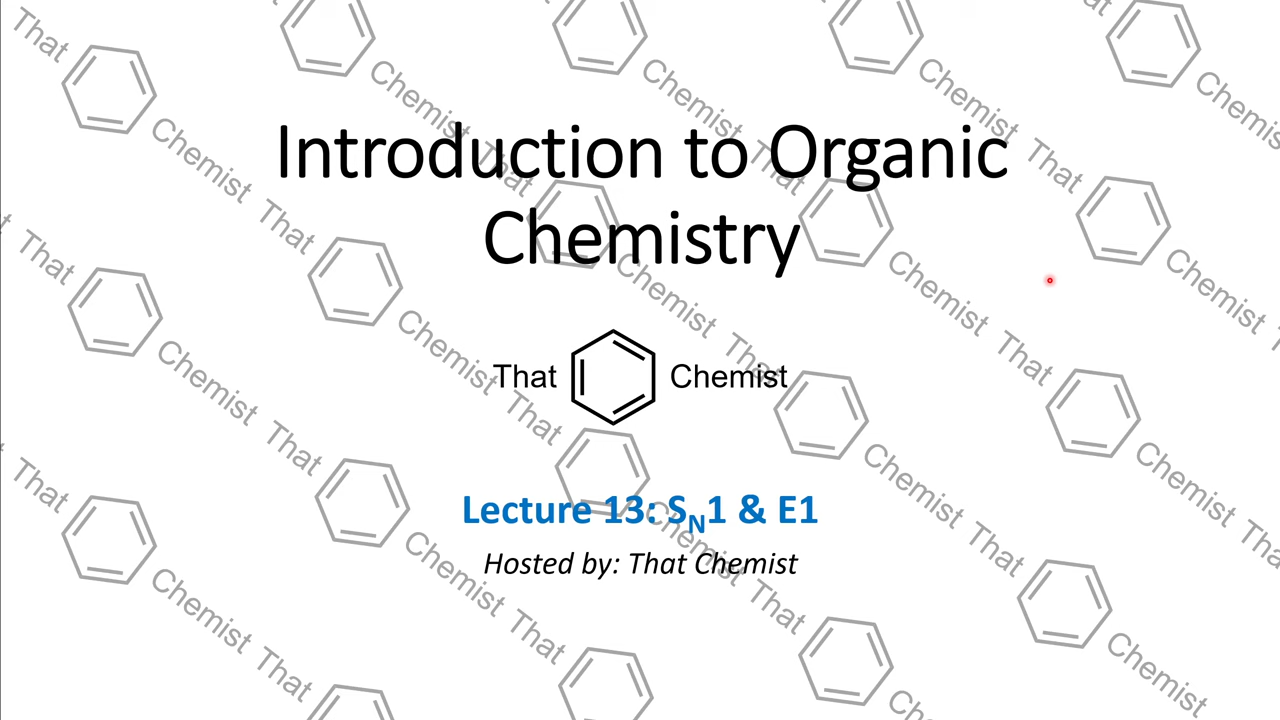 Introduction to Organic
Chemistry
That Chemist
Lecture 13: SN1 & E1
Hosted by: That Chemist